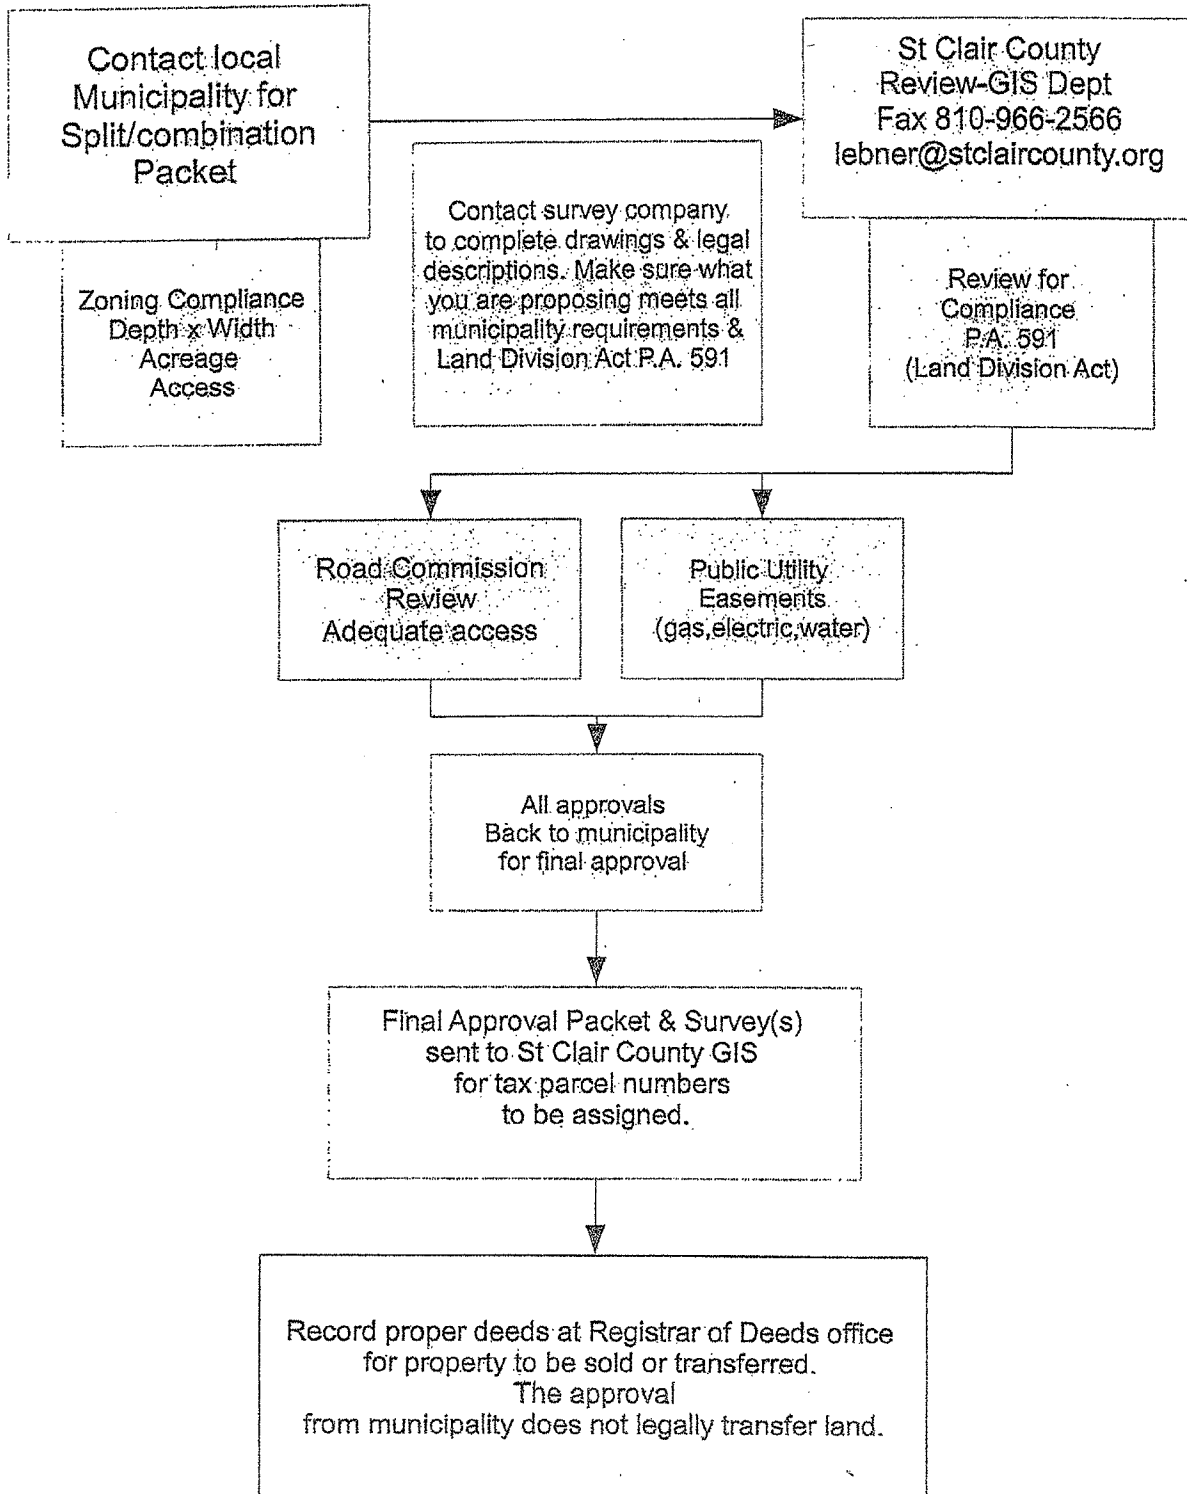 Contact local
Municipality for
Split/combination
Packet
St Clair County
Review-GIS Dept
Fax 810-966-2566
lebner@stclaircounty.org
Zoning Compliance
Depth x Width
Acreage
Access
Contact survey company
to complete drawings & legal
descriptions. Make sure what
you are proposing meets all
municipality requirements &
Land Division Act P.A. 591
Review for
Compliance
P.A. 591
(Land Division Act)
Road Commission
Review
Adequate access
Public Utility
Easements
(gas,electric,water)
All approvals
Back to municipality
for final approval
Final Approval Packet & Survey(s)
sent to St Clair County GIS
for tax parcel numbers
to be assigned.
Record proper deeds at Registrar of Deeds office
for property to be sold or transferred.
The approval
from municipality does not legally transfer land.